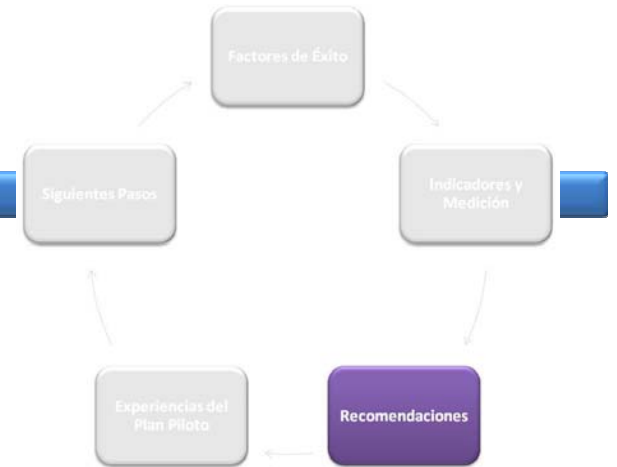 Factores de Éxito
Siguientes Pasos
Indicadores y
Medición
Experiencias del
Plan Piloto
Recomendaciones